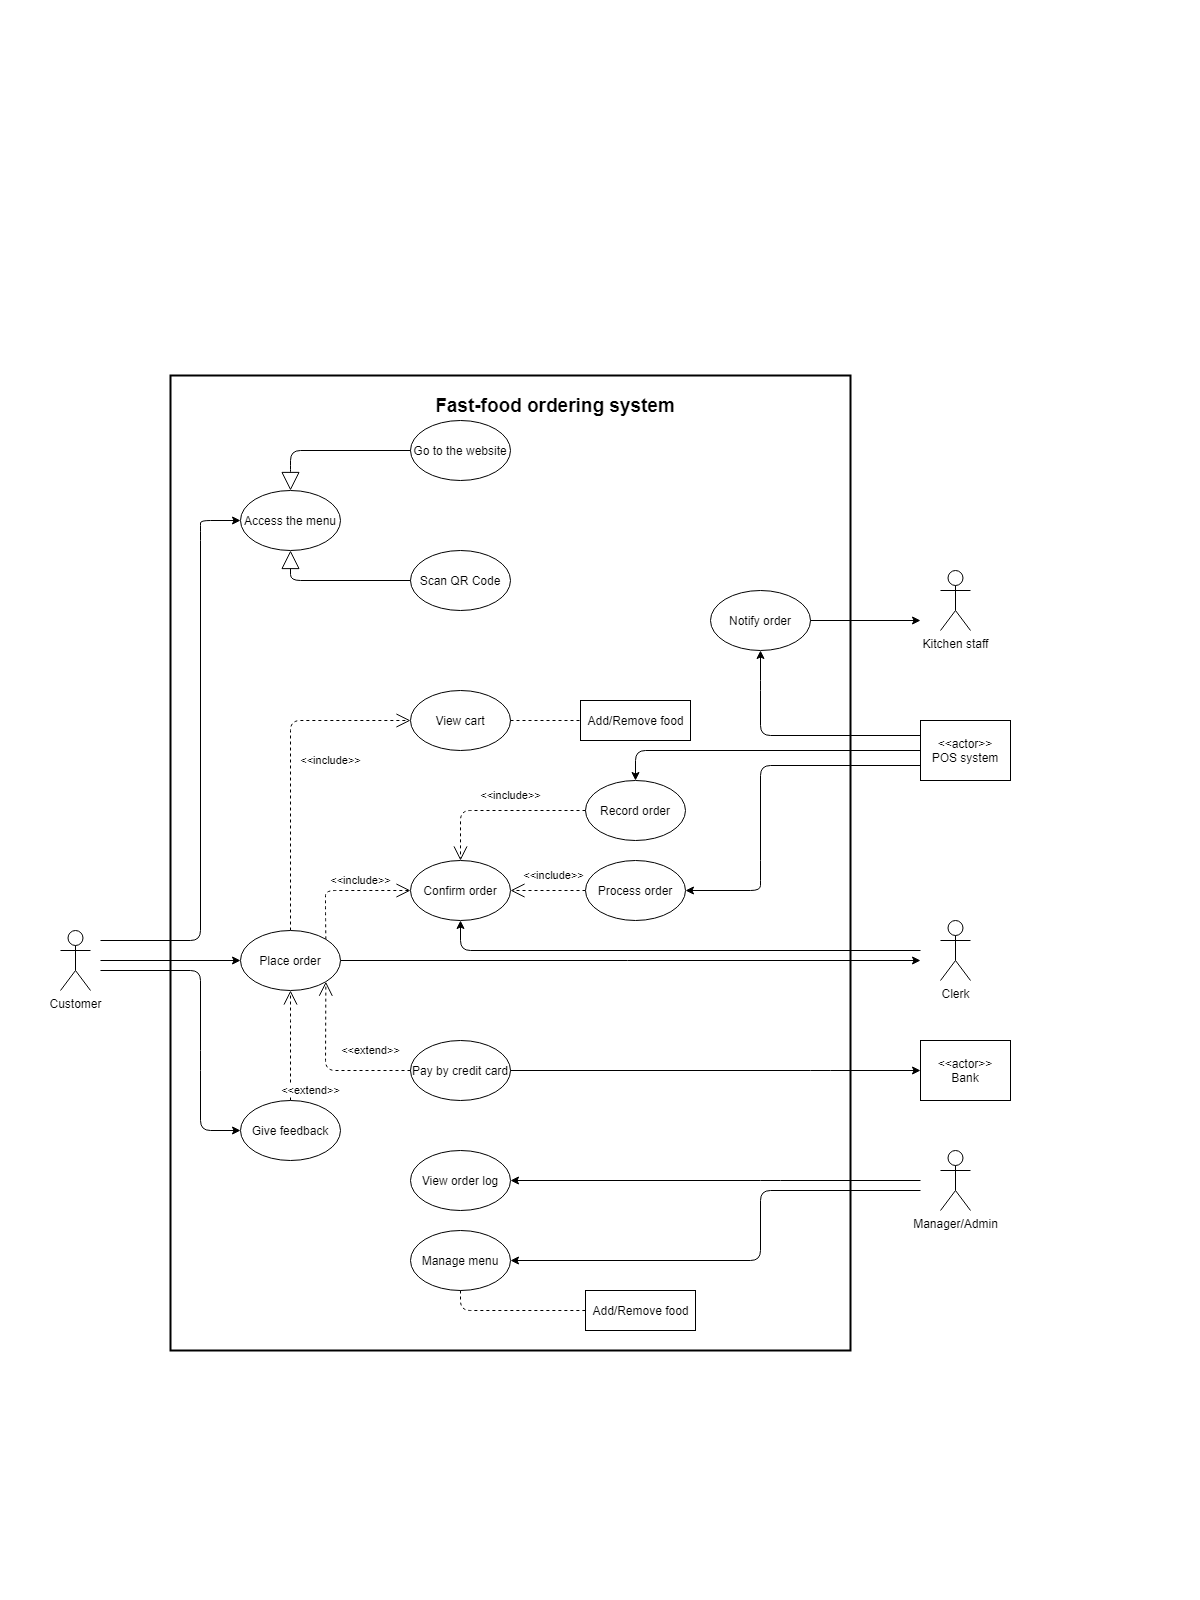 Fast-food ordering system
Go to the website
Access the menu
Scan QR Code
Notify order
Kitchen staff
View cart
Add/Remove food
<<actor>>
POS system
<<include>>
<<include>>
Record order
<<include>>
Confirm order
<<include>>
Process order
Customer
Place order
Clerk
<<extend>>
Pay by credit card
<<actor>>
Bank
<<extend>>
Give feedback
View order log
Manager/Admin
Manage menu
Add/Remove food